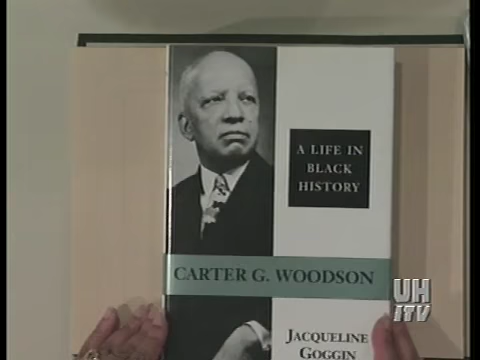 A LIFE IN
BLACK
HISTORY
CARTER G. WOODSON
JACQUELINE
GOGGIN
UH
ITV